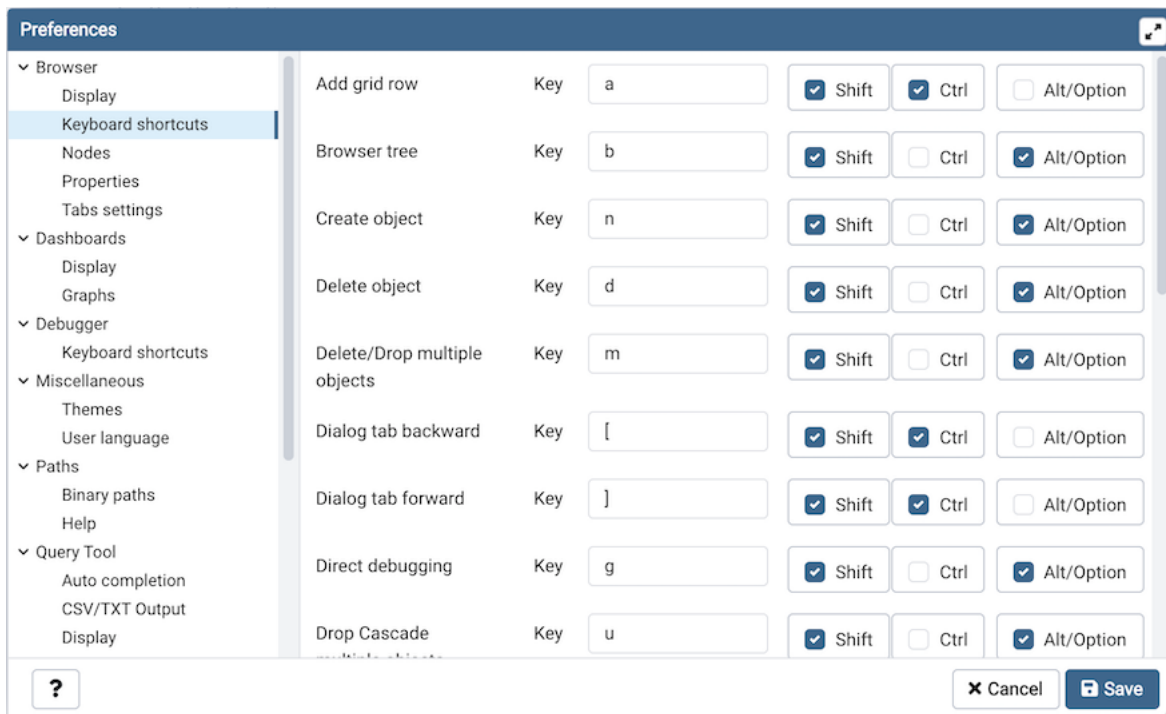 Preferences
Browser
Display
Keyboard shortcuts
Nodes
Properties
Tabs settings
Dashboards
Display
Graphs
Debugger
Keyboard shortcuts
Miscellaneous
Themes
User language
Paths
Binary paths
Help
Query Tool
Auto completion
CSV/TXT Output
Display
Add grid row Key a Shift Ctrl Alt/Option
Browser tree Key b Shift Ctrl Alt/Option
Create object Key n Shift Ctrl Alt/Option
Delete object Key d Shift Ctrl Alt/Option
Delete/Drop multiple Key m Shift Ctrl Alt/Option
objects
Dialog tab backward Key [ Shift Ctrl Alt/Option
Dialog tab forward Key ] Shift Ctrl Alt/Option
Direct debugging Key g Shift Ctrl Alt/Option
Drop Cascade Key u Shift Ctrl Alt/Option
? Cancel Save